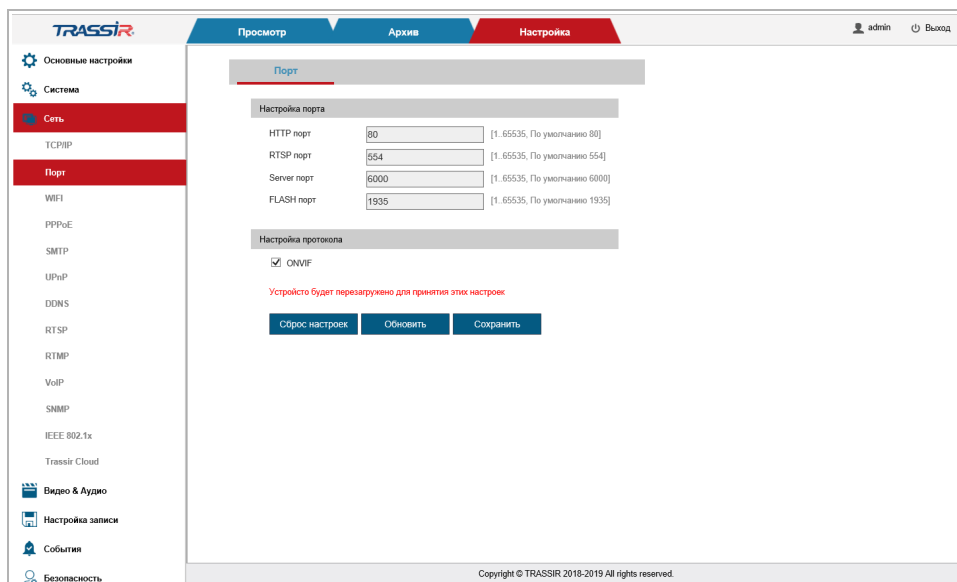 TRASSIR
Просмотр
Архив
Настройка
admin
Выход
Основные настройки
Система
Сеть
TCP/IP
Порт
WIFI
PPPoE
SMTP
UPnP
DDNS
RTSP
RTMP
VoIP
SNMP
IEEE 802.1x
Trassir Cloud
Видео & Аудио
Настройка записи
События
Безопасность
Порт
Настройка порта
HTTP порт 80 [1..65535, По умолчанию 80]
RTSP порт 554 [1..65535, По умолчанию 554]
Server порт 6000 [1..65535, По умолчанию 6000]
FLASH порт 1935 [1..65535, По умолчанию 1935]
Настройка протокола
ONVIF
Устройсто будет перезагружено для принятия этих настроек
Сброс настроек
Обновить
Сохранить
Copyright © TRASSIR 2018-2019 All rights reserved.